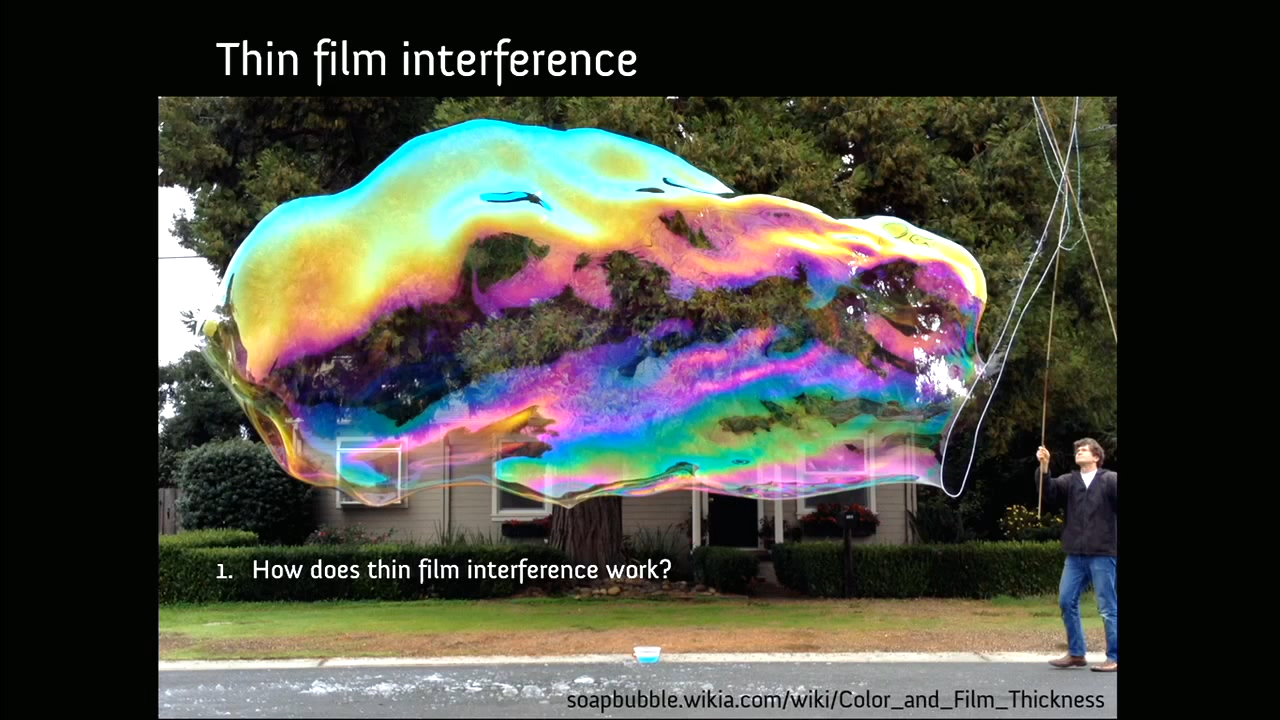 Thin film interference
1. How does thin film interference work?
soapbubble.wikia.com/wiki/Color_and_Film_Thickness